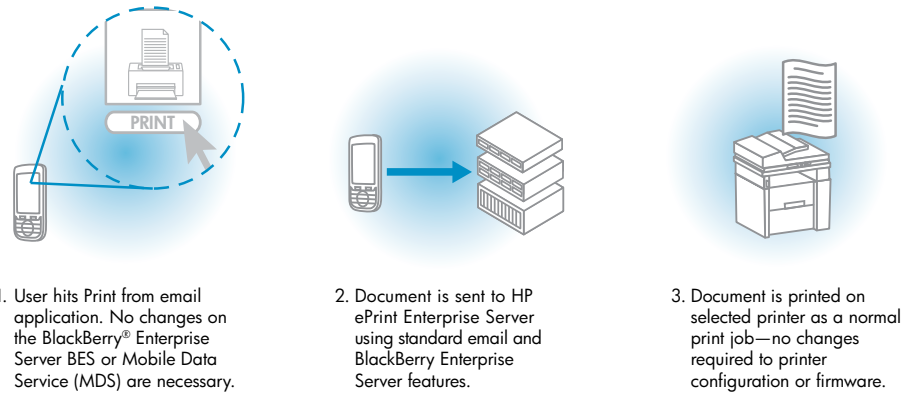 PRINT
1. User hits Print from email
application. No changes on
the BlackBerry® Enterprise
Server BES or Mobile Data
Service (MDS) are necessary.
2. Document is sent to HP
ePrint Enterprise Server
using standard email and
BlackBerry Enterprise
Server features.
3. Document is printed on
selected printer as a normal
print job—no changes
required to printer
configuration or firmware.